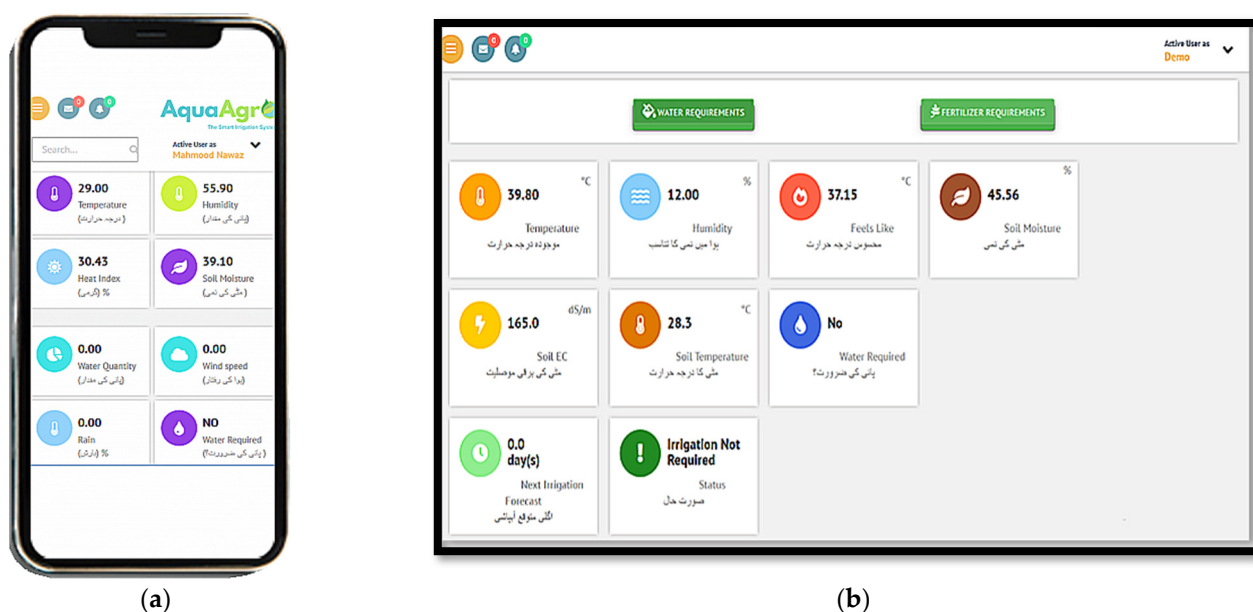 0 0
AquaAgro
The Smart Irrigation System
Search...
Active User as
Mahmood Nawaz
29.00
Temperature
(درجہ حرارت)
55.90
Humidity
(پانی کی مقدار)
30.43
Heat Index
% (گرمی)
39.10
Soil Moisture
(مٹی کی نمی)
0.00
Water Quantity
(پانی کی مقدار)
0.00
Wind speed
(ہوا کی رفتار)
0.00
Rain
% (بارش)
NO
Water Required
(پانی کی ضرورت؟)
(a)
0 0
Active User as
Demo
WATER REQUIREMENTS
FERTILIZER REQUIREMENTS
39.80 °C
Temperature
موجودہ درجہ حرارت
12.00 %
Humidity
ہوا میں نمی کا تناسب
37.15 °C
Feels Like
محسوس درجہ حرارت
45.56 %
Soil Moisture
مٹی کی نمی
165.0 dS/m
Soil EC
مٹی کی برقی موصلیت
28.3 °C
Soil Temperature
مٹی کا درجہ حرارت
No
Water Required
پانی کی ضرورت؟
0.0
day(s)
Next Irrigation
Forecast
اگلی متوقع آبپاشی
Irrigation Not
Required
Status
صورت حال
(b)